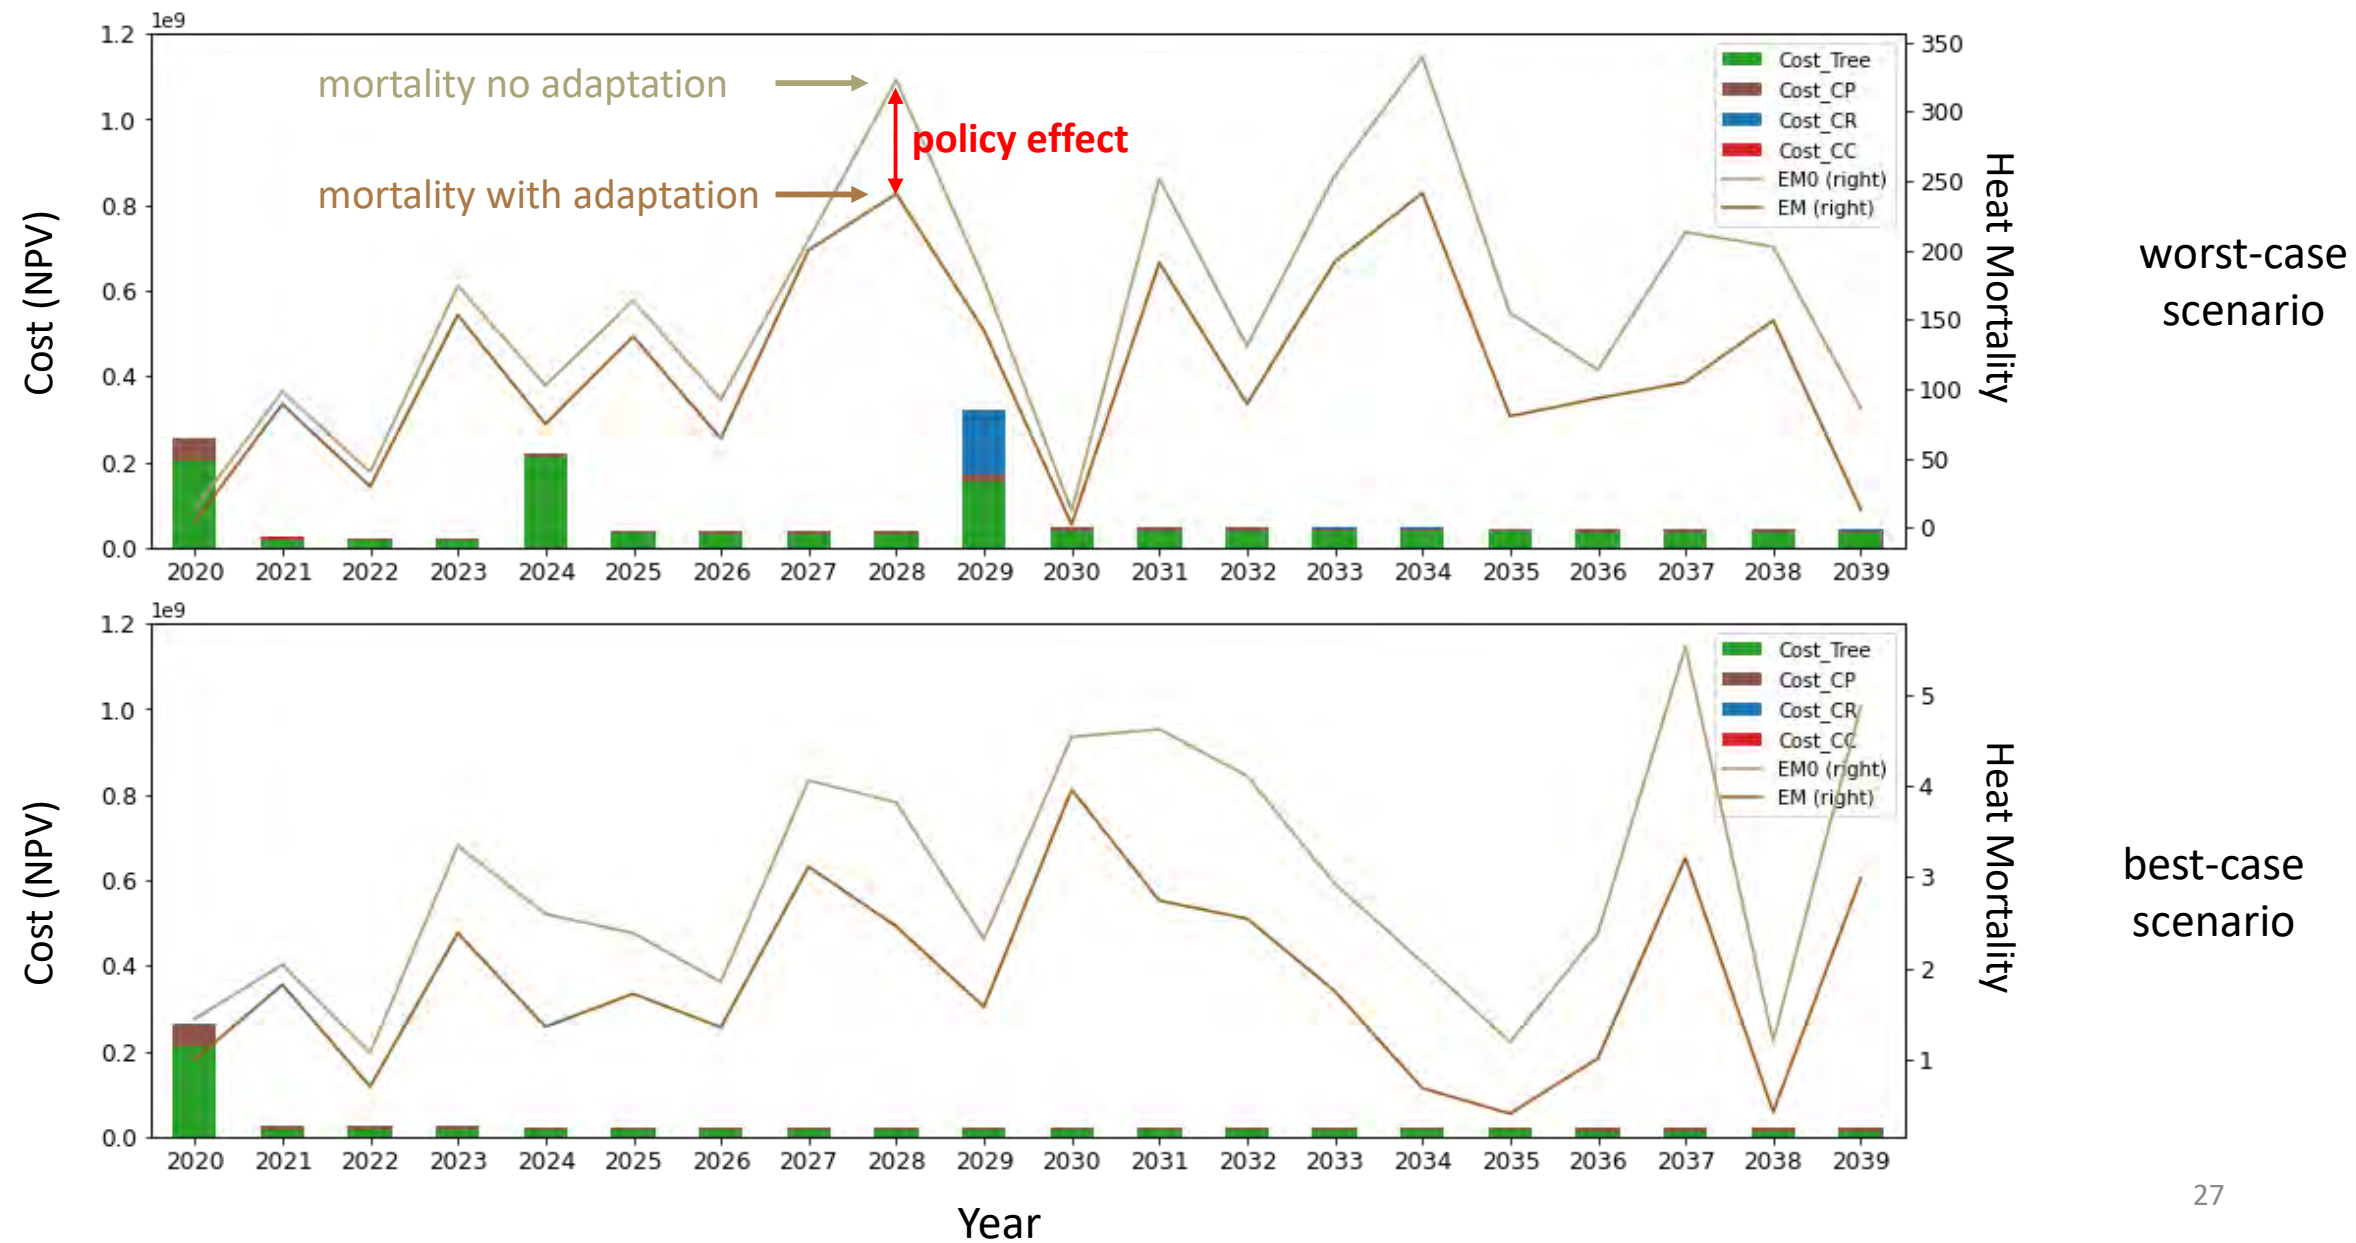 1e9
1.2
1.0
0.8
0.6
0.4
0.2
0.0
Cost (NPV)
mortality no adaptation
policy effect
mortality with adaptation
Cost_Tree
Cost_CP
Cost_CR
Cost_CC
EM0 (right)
EM (right)
350
300
250
200
150
100
50
0
Heat Mortality
worst-case
scenario
2020 2021 2022 2023 2024 2025 2026 2027 2028 2029 2030 2031 2032 2033 2034 2035 2036 2037 2038 2039
1e9
1.2
1.0
0.8
0.6
0.4
0.2
0.0
Cost (NPV)
Cost_Tree
Cost_CP
Cost_CR
Cost_CC
EM0 (right)
EM (right)
5
4
3
2
1
Heat Mortality
best-case
scenario
2020 2021 2022 2023 2024 2025 2026 2027 2028 2029 2030 2031 2032 2033 2034 2035 2036 2037 2038 2039
Year
27